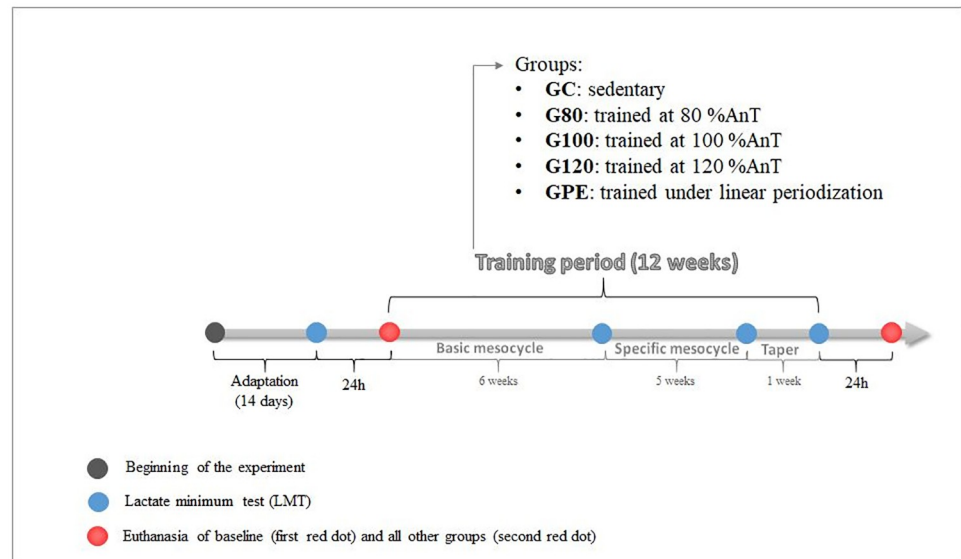 Groups:
• GC: sedentary
• G80: trained at 80 %AnT
• G100: trained at 100 %AnT
• G120: trained at 120 %AnT
• GPE: trained under linear periodization
Training period (12 weeks)
Basic mesocycle
Specific mesocycle
Taper
Adaptation
(14 days)
24h
6 weeks
5 weeks
1 week
24h
Beginning of the experiment
Lactate minimum test (LMT)
Euthanasia of baseline (first red dot) and all other groups (second red dot)